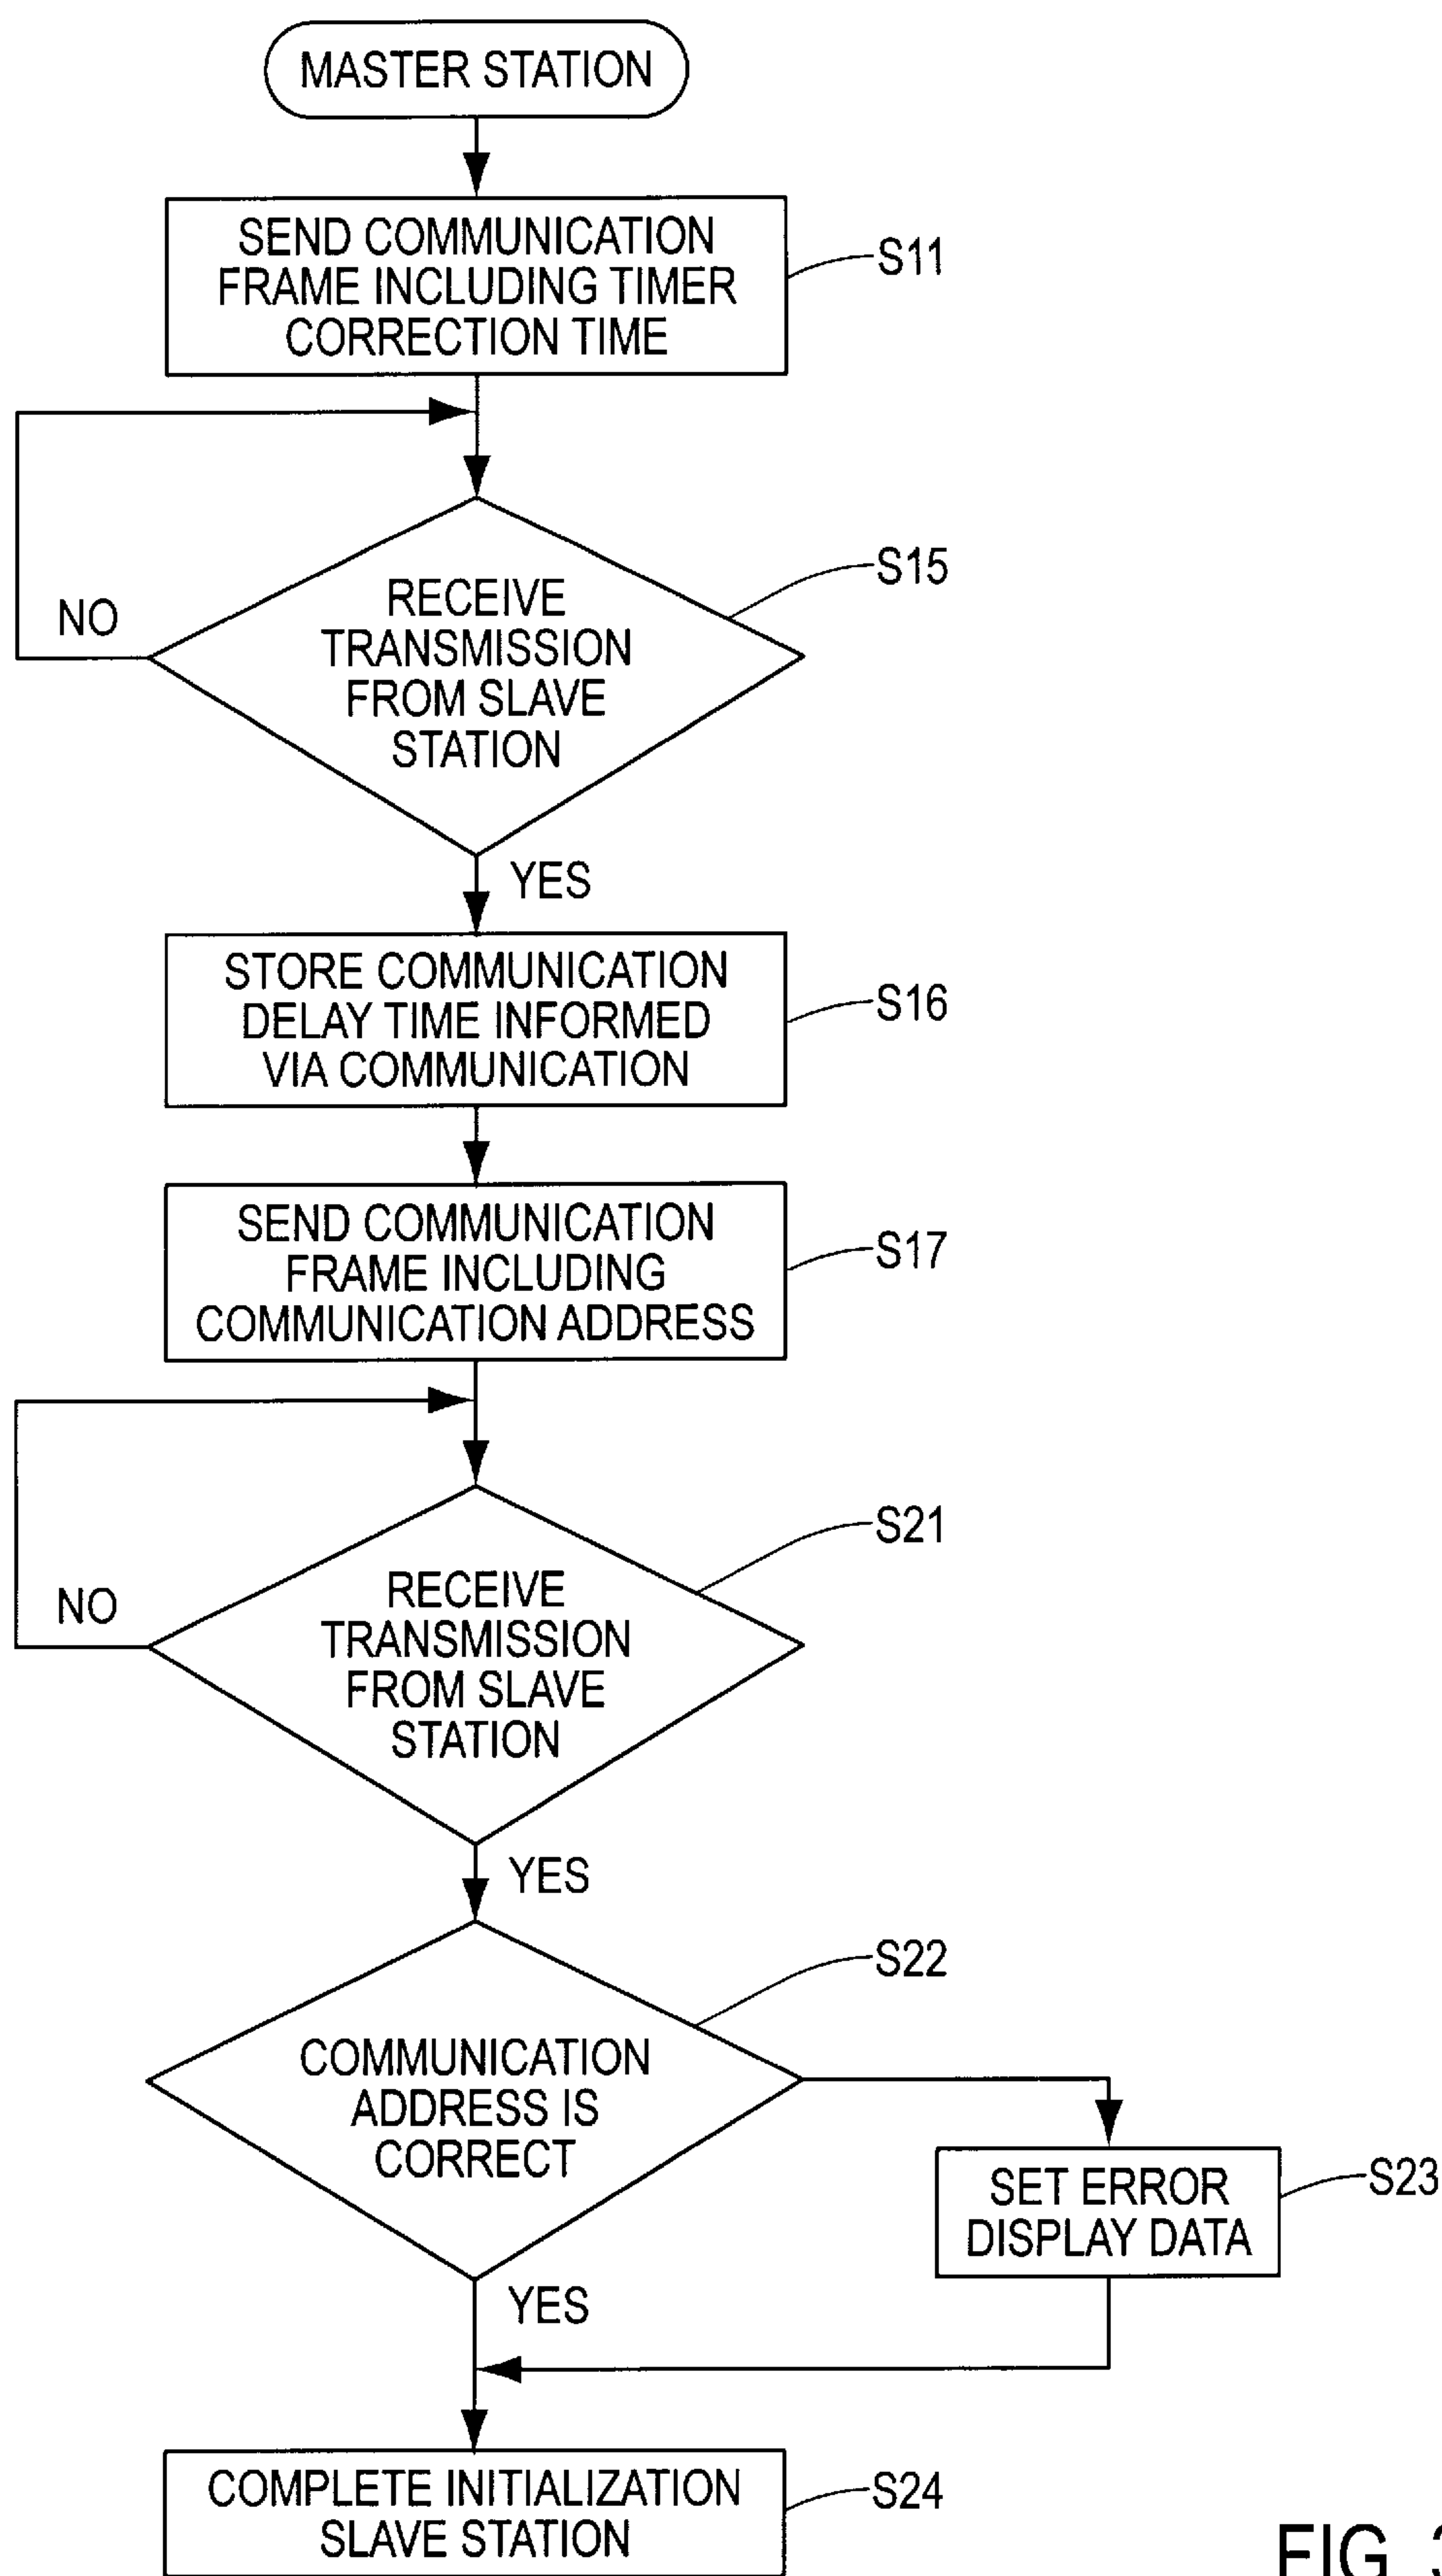 MASTER STATION
SEND COMMUNICATION
FRAME INCLUDING TIMER
CORRECTION TIME
S11
RECEIVE
TRANSMISSION
FROM SLAVE
STATION
S15
NO
YES
STORE COMMUNICATION
DELAY TIME INFORMED
VIA COMMUNICATION
S16
SEND COMMUNICATION
FRAME INCLUDING
COMMUNICATION ADDRESS
S17
RECEIVE
TRANSMISSION
FROM SLAVE
STATION
S21
NO
YES
COMMUNICATION
ADDRESS IS
CORRECT
S22
SET ERROR
DISPLAY DATA
S23
YES
COMPLETE INITIALIZATION
SLAVE STATION
S24
FIG. 3